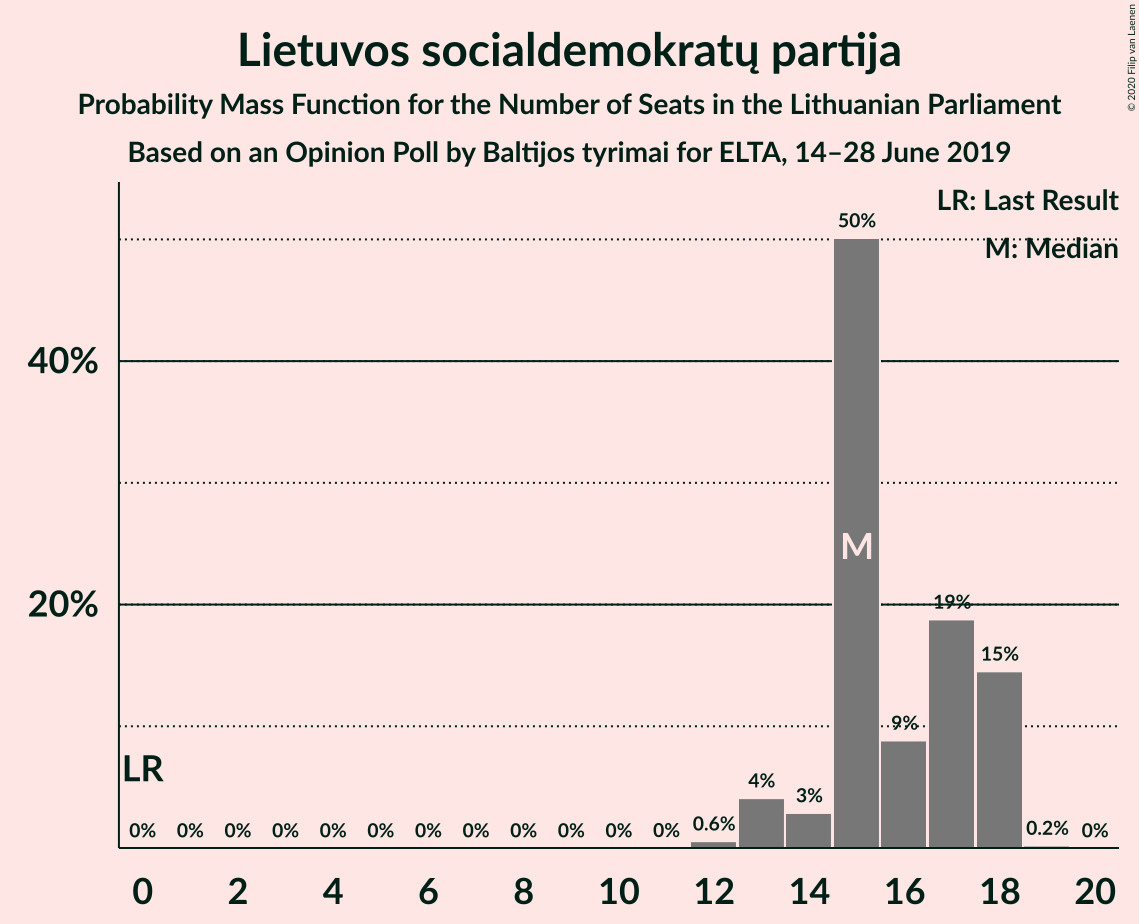 Lietuvos socialdemokratų partija
Probability Mass Function for the Number of Seats in the Lithuanian Parliament
Based on an Opinion Poll by Baltijos tyrimai for ELTA, 14–28 June 2019
© 2020 Filip van Laenen
LR: Last Result
M: Median
50%
40%
M
20%
19%
15%
9%
LR
4%
3%
0% 0% 0% 0% 0% 0% 0% 0% 0% 0% 0% 0% 0.6% 0.2% 0%
0 2 4 6 8 10 12 14 16 18 20